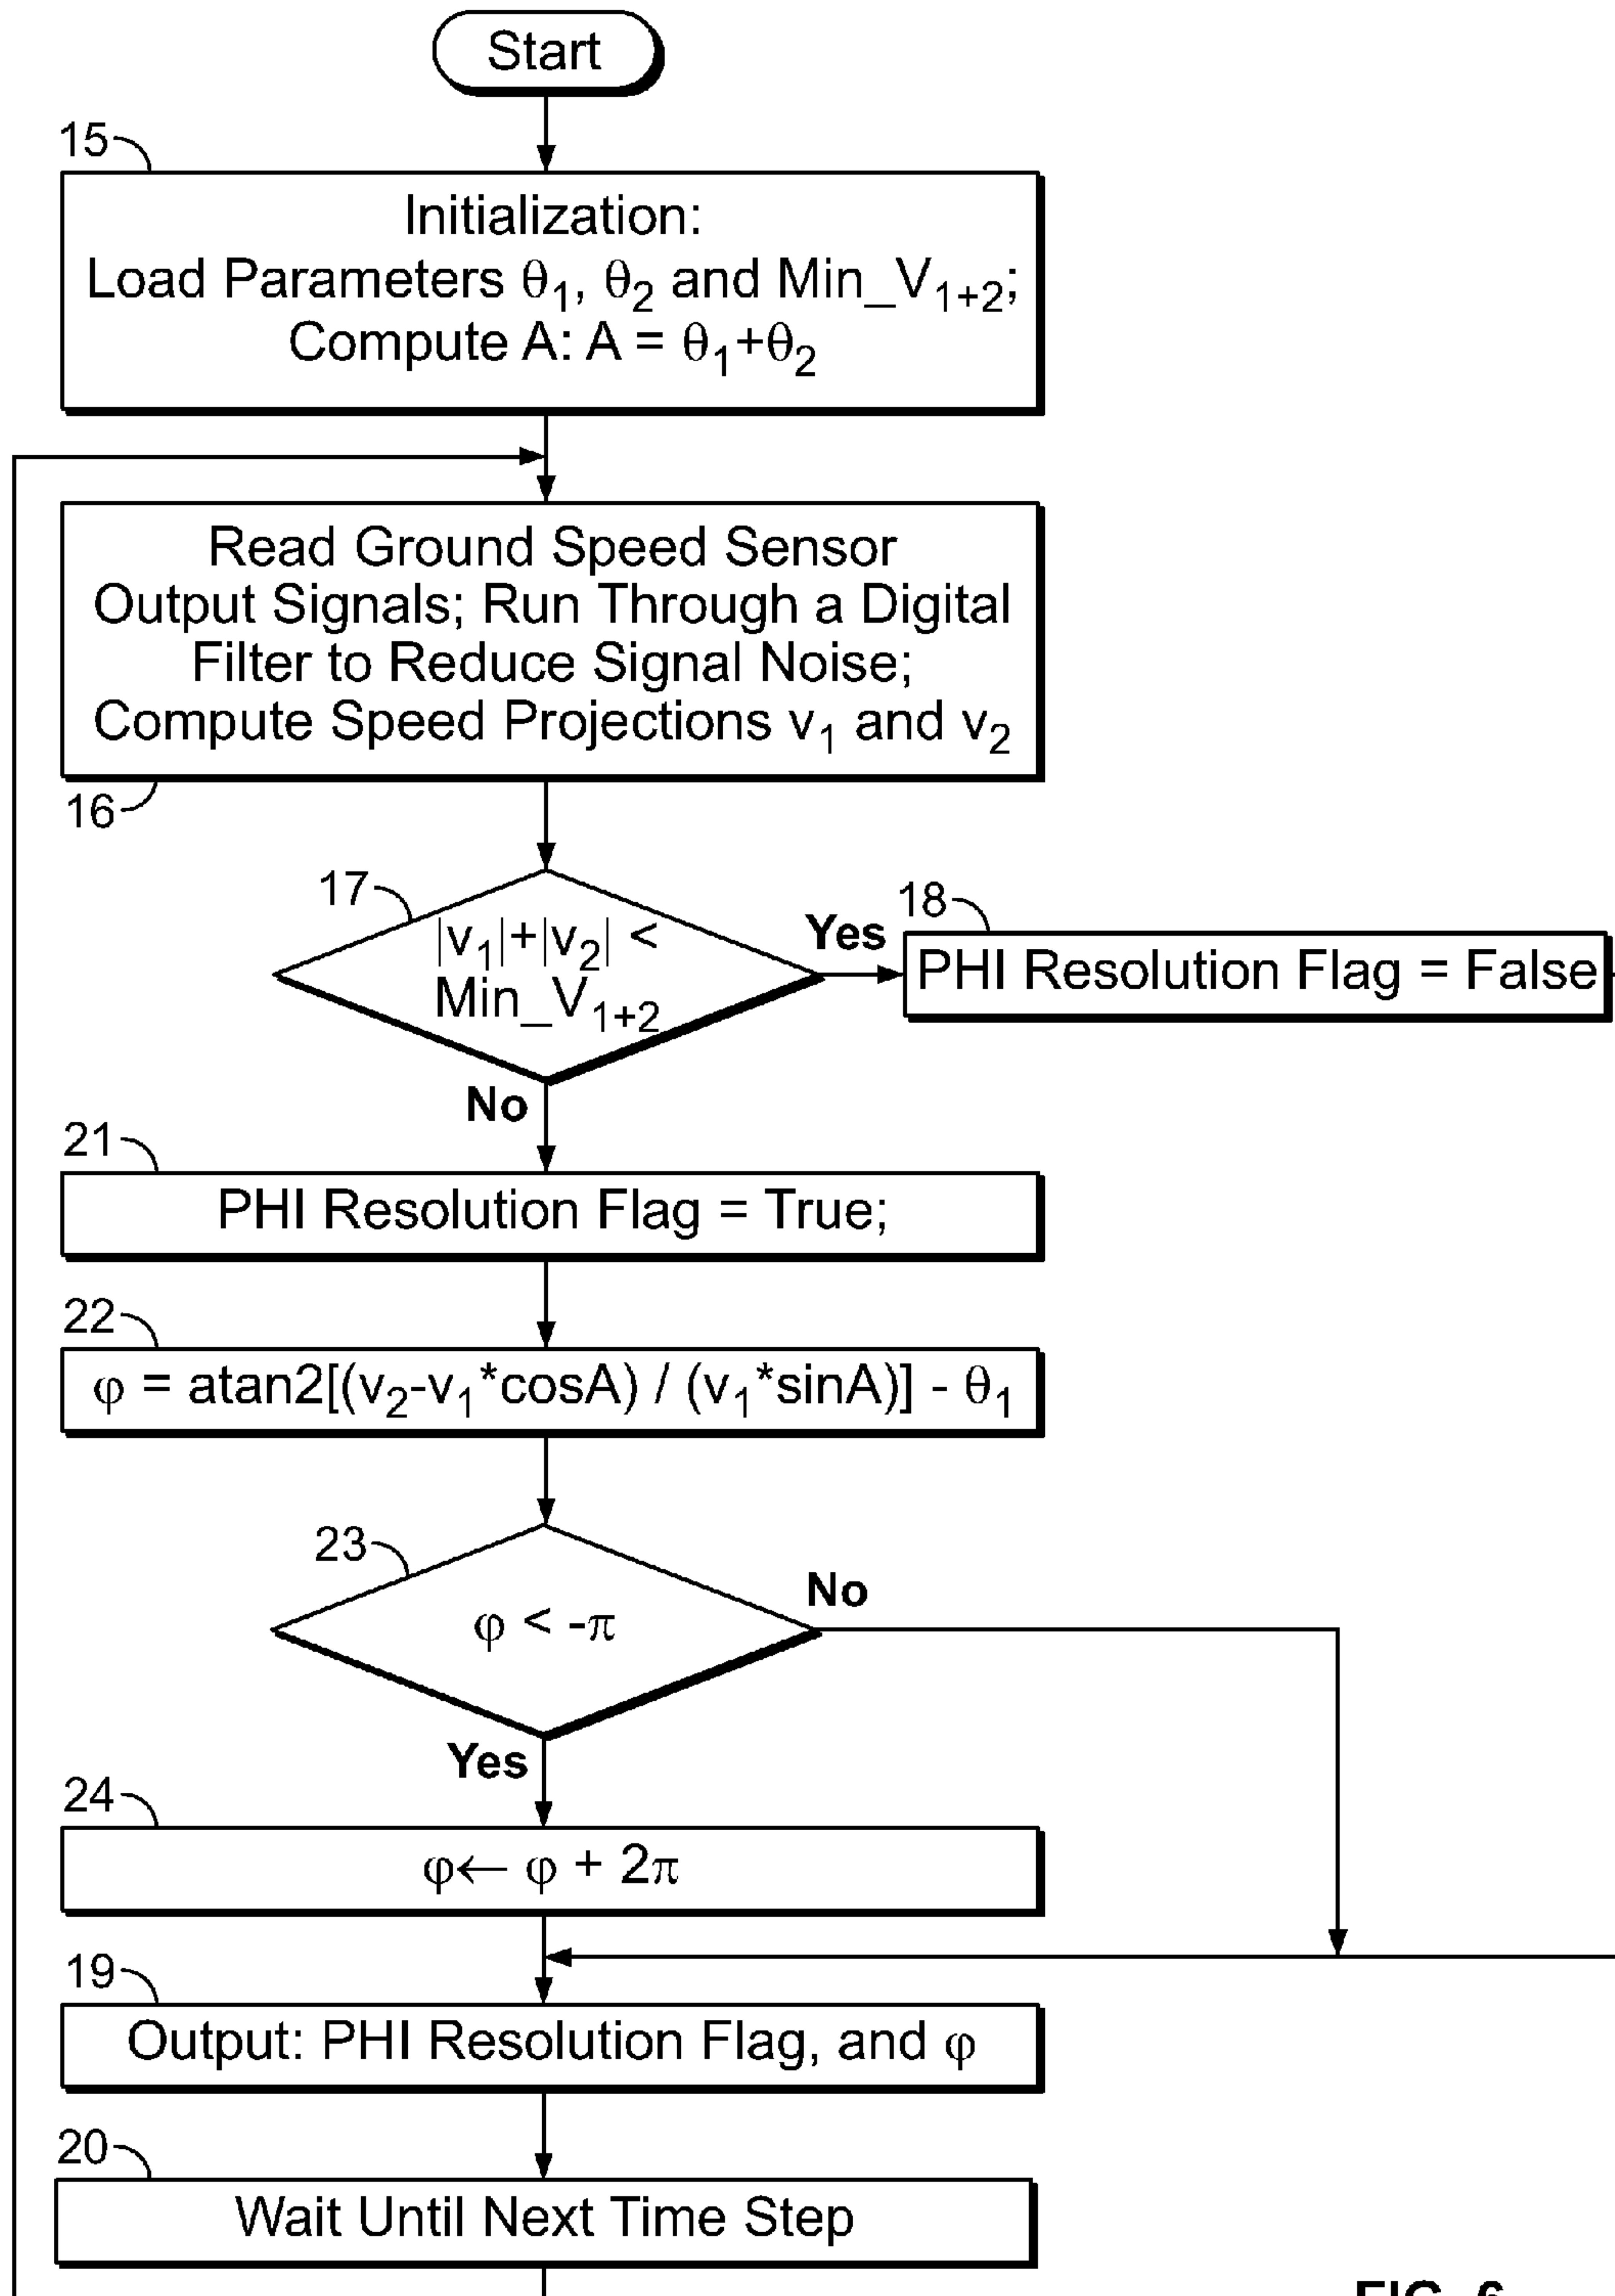 Start
15
Initialization:
Load Parameters θ₁, θ₂ and Min_V₁₊₂;
Compute A: A = θ₁+θ₂
Read Ground Speed Sensor
Output Signals; Run Through a Digital
Filter to Reduce Signal Noise;
Compute Speed Projections v₁ and v₂
16
17
|v₁|+|v₂| <
Min_V₁₊₂
Yes
18
PHI Resolution Flag = False
No
21
PHI Resolution Flag = True;
22
φ = atan2[(v₂-v₁*cosA) / (v₁*sinA)] - θ₁
23
φ < -π
No
Yes
24
φ← φ + 2π
19
Output: PHI Resolution Flag, and φ
20
Wait Until Next Time Step
FIG. 6